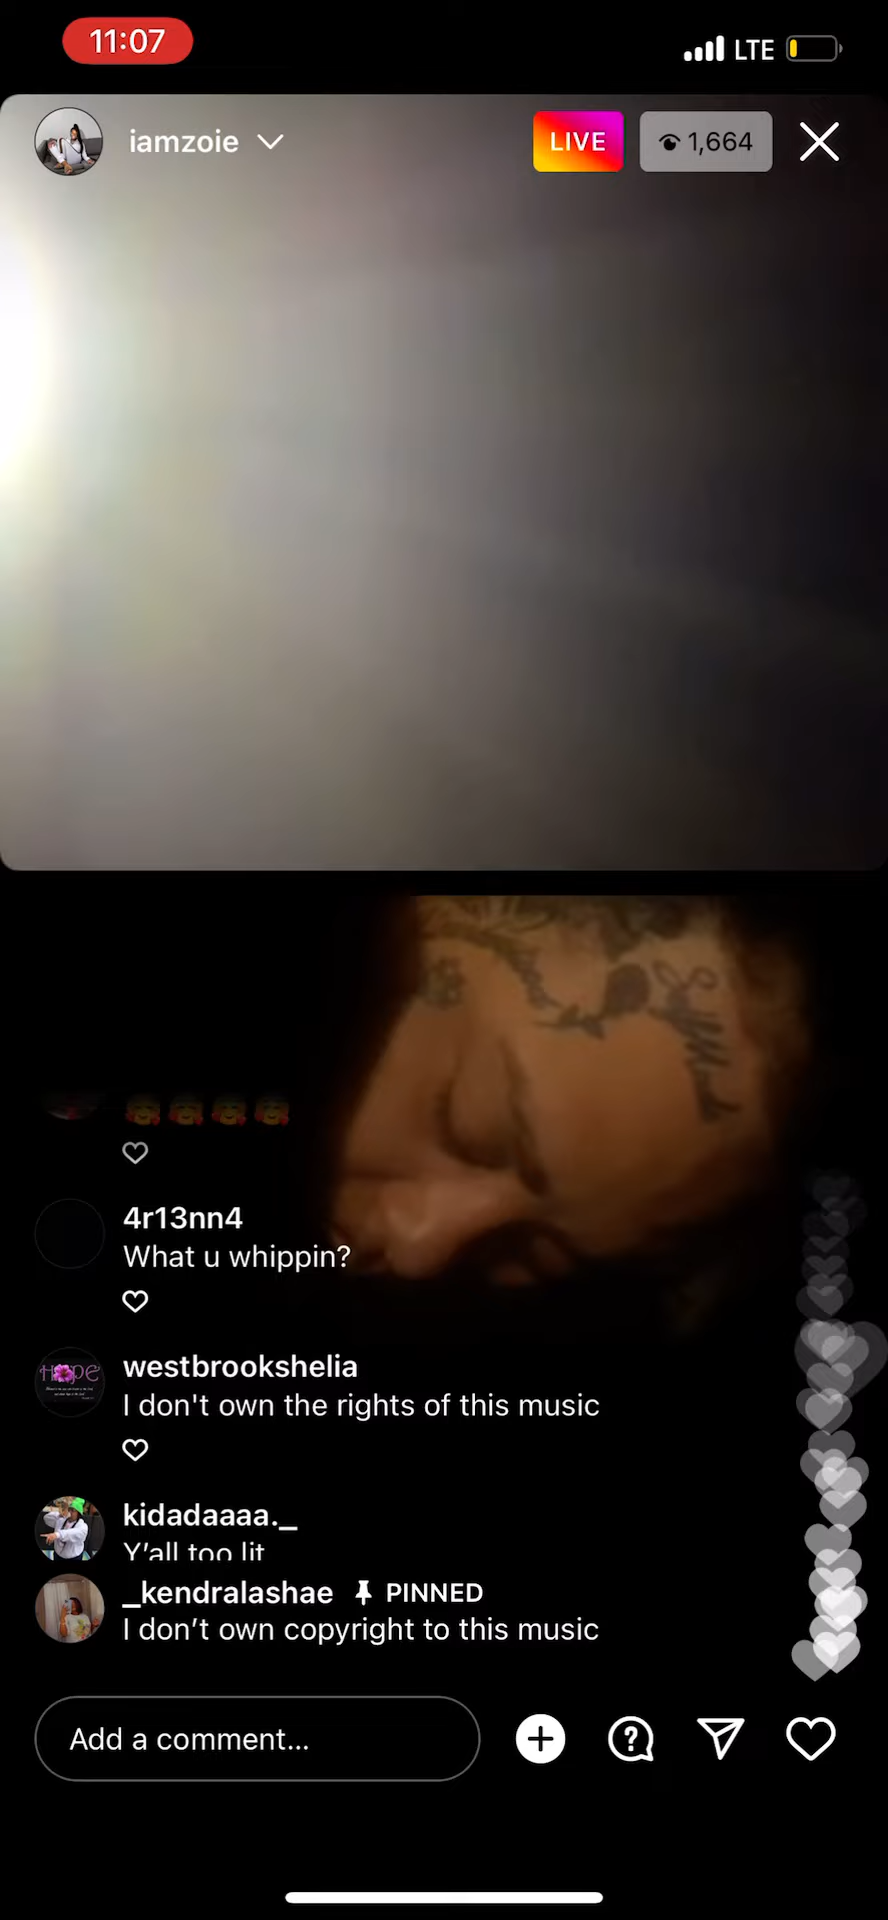 11:07
LTE
iamzoie
LIVE
1,664
4r13nn4
What u whippin?
westbrookshelia
I don't own the rights of this music
kidadaaaa._
Y'all too lit
_kendralashae PINNED
I don’t own copyright to this music
Add a comment...
?